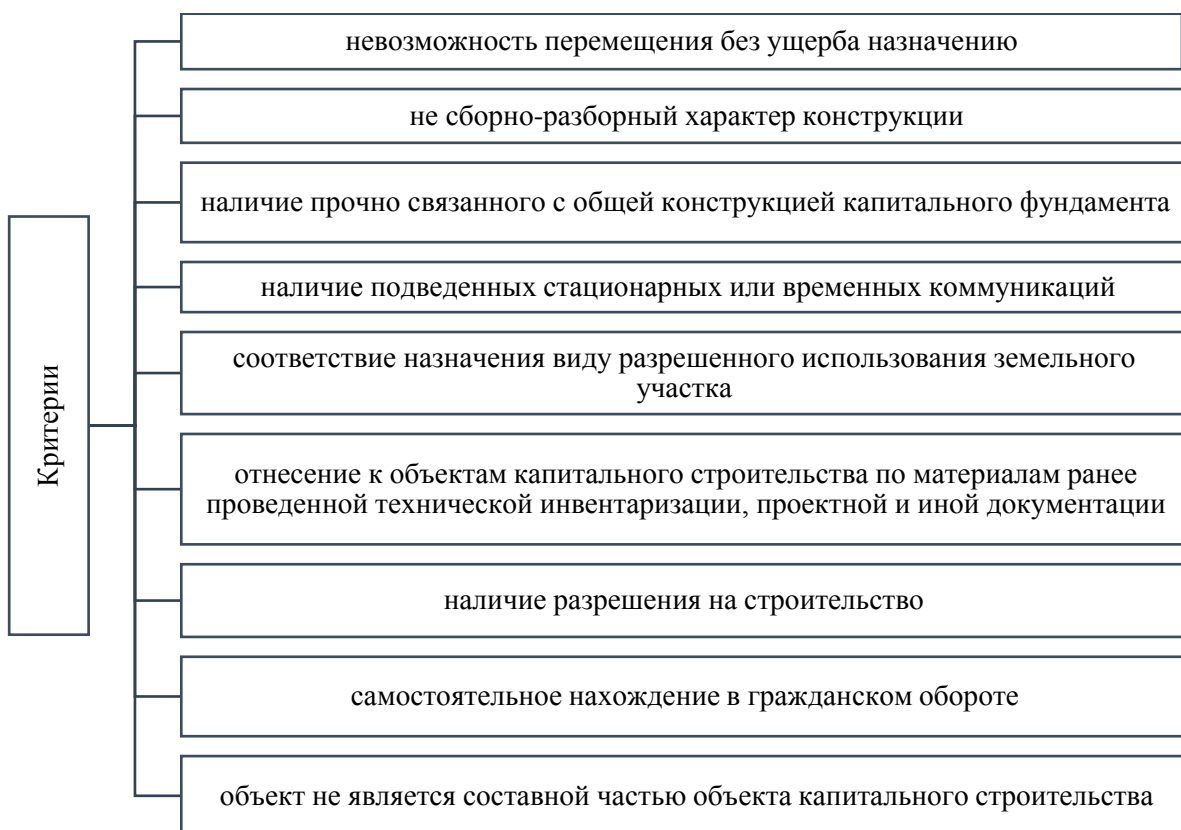 Критерии
невозможность перемещения без ущерба назначению
не сборно-разборный характер конструкции
наличие прочно связанного с общей конструкцией капитального фундамента
наличие подведенных стационарных или временных коммуникаций
соответствие назначения виду разрешенного использования земельного
участка
отнесение к объектам капитального строительства по материалам ранее
проведенной технической инвентаризации, проектной и иной документации
наличие разрешения на строительство
самостоятельное нахождение в гражданском обороте
объект не является составной частью объекта капитального строительства